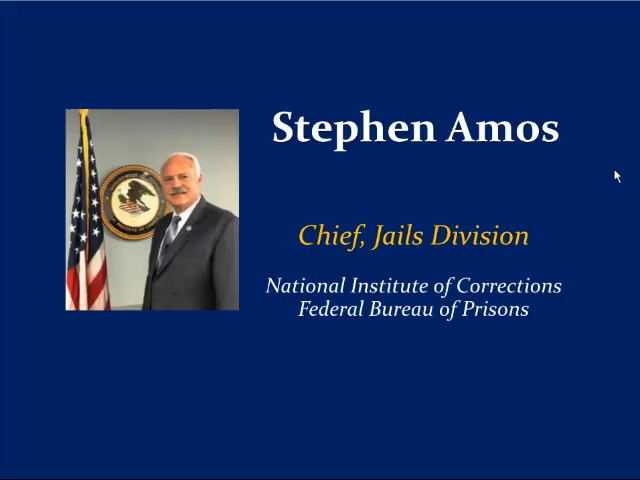 Stephen Amos
Chief, Jails Division
National Institute of Corrections
Federal Bureau of Prisons